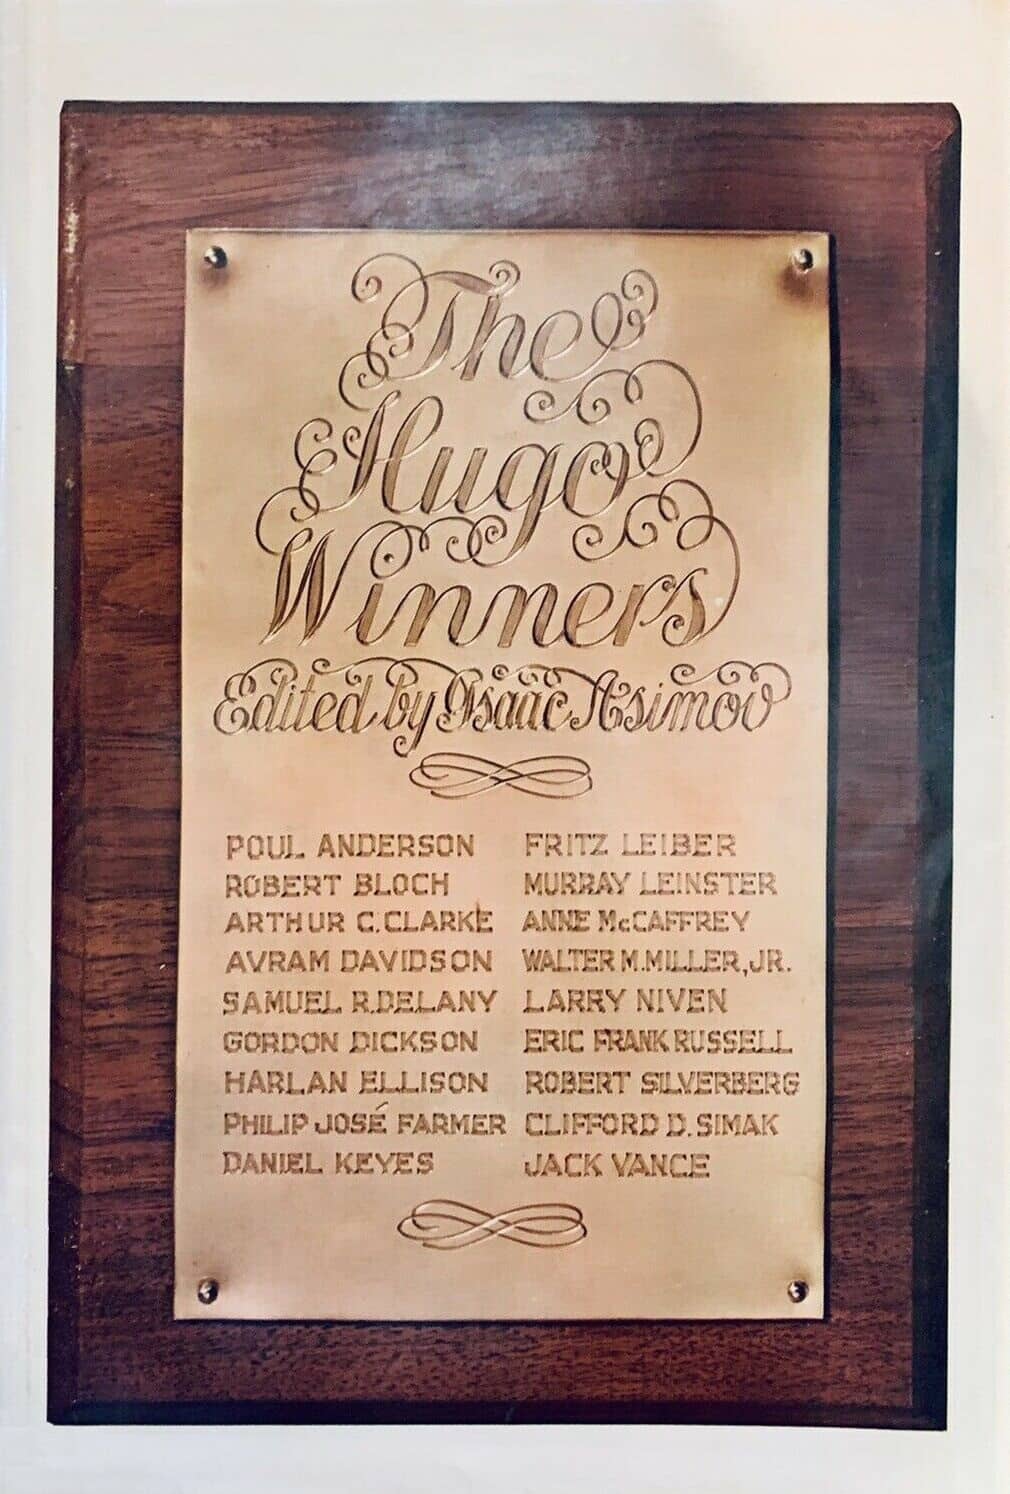 The
Hugo
Winners
Edited by Isaac Asimov
POUL ANDERSON
ROBERT BLOCH
ARTHUR C. CLARKE
AVRAM DAVIDSON
SAMUEL R. DELANY
GORDON DICKSON
HARLAN ELLISON
PHILIP JOSÉ FARMER
DANIEL KEYES
FRITZ LEIBER
MURRAY LEINSTER
ANNE McCAFFREY
WALTER M. MILLER, JR.
LARRY NIVEN
ERIC FRANK RUSSELL
ROBERT SILVERBERG
CLIFFORD D. SIMAK
JACK VANCE